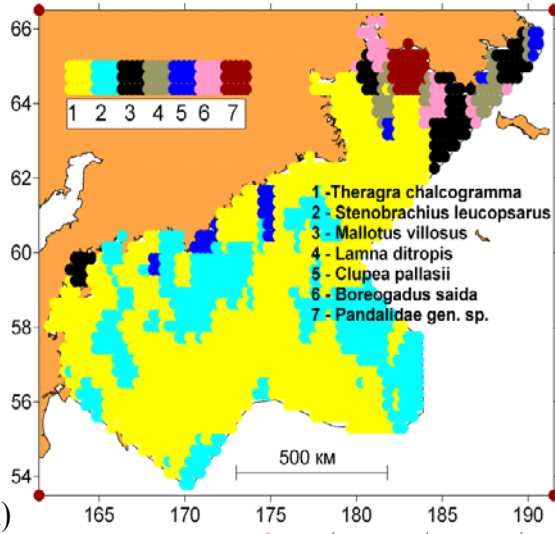 66
64
62
60
58
56
54
1 2 3 4 5 6 7
1 -Theragra chalcogramma
2 - Stenobrachius leucopsarus
3 - Mallotus villosus
4 - Lamna ditropis
5 - Clupea pallasii
6 - Boreogadus saida
7 - Pandalidae gen. sp.
500 км
)
165 170 175 180 185 190